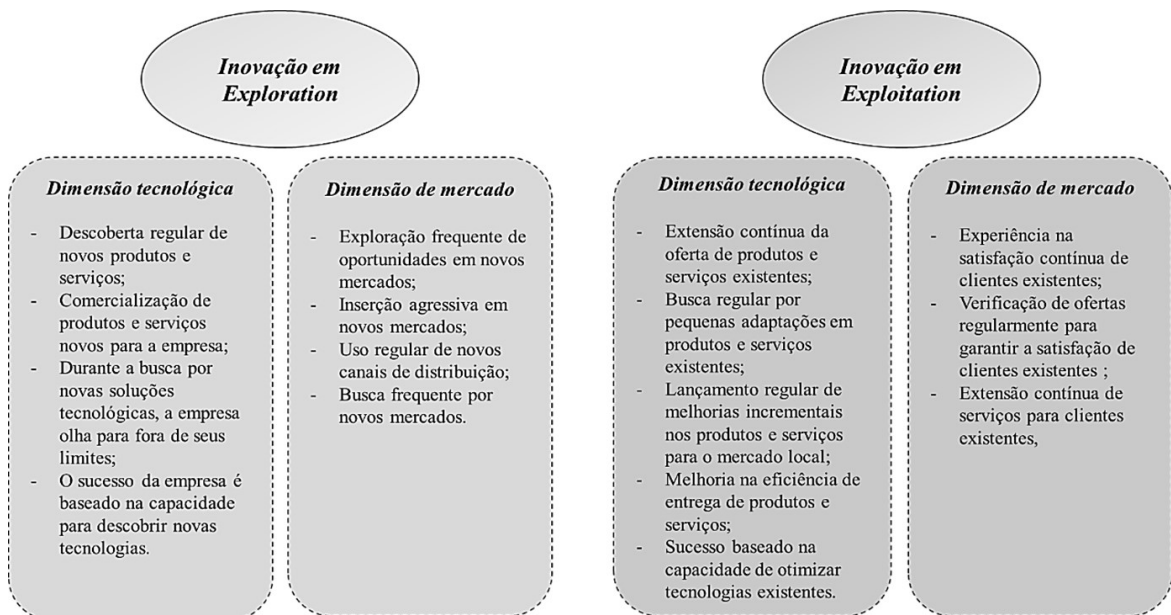 Inovação em
Exploration
Dimensão tecnológica
- Descoberta regular de
novos produtos e
serviços;
- Comercialização de
produtos e serviços
novos para a empresa;
- Durante a busca por
novas soluções
tecnológicas, a empresa
olha para fora de seus
limites;
- O sucesso da empresa é
baseado na capacidade
para descobrir novas
tecnologias.
Dimensão de mercado
- Exploração frequente de
oportunidades em novos
mercados;
- Inserção agressiva em
novos mercados;
- Uso regular de novos
canais de distribuição;
- Busca frequente por
novos mercados.
Inovação em
Exploitation
Dimensão tecnológica
- Extensão contínua da
oferta de produtos e
serviços existentes;
- Busca regular por
pequenas adaptações em
produtos e serviços
existentes;
- Lançamento regular de
melhorias incrementais
nos produtos e serviços
para o mercado local;
- Melhoria na eficiência de
entrega de produtos e
serviços;
- Sucesso baseado na
capacidade de otimizar
tecnologias existentes.
Dimensão de mercado
- Experiência na
satisfação contínua de
clientes existentes;
- Verificação de ofertas
regularmente para
garantir a satisfação de
clientes existentes ;
- Extensão contínua de
serviços para clientes
existentes,